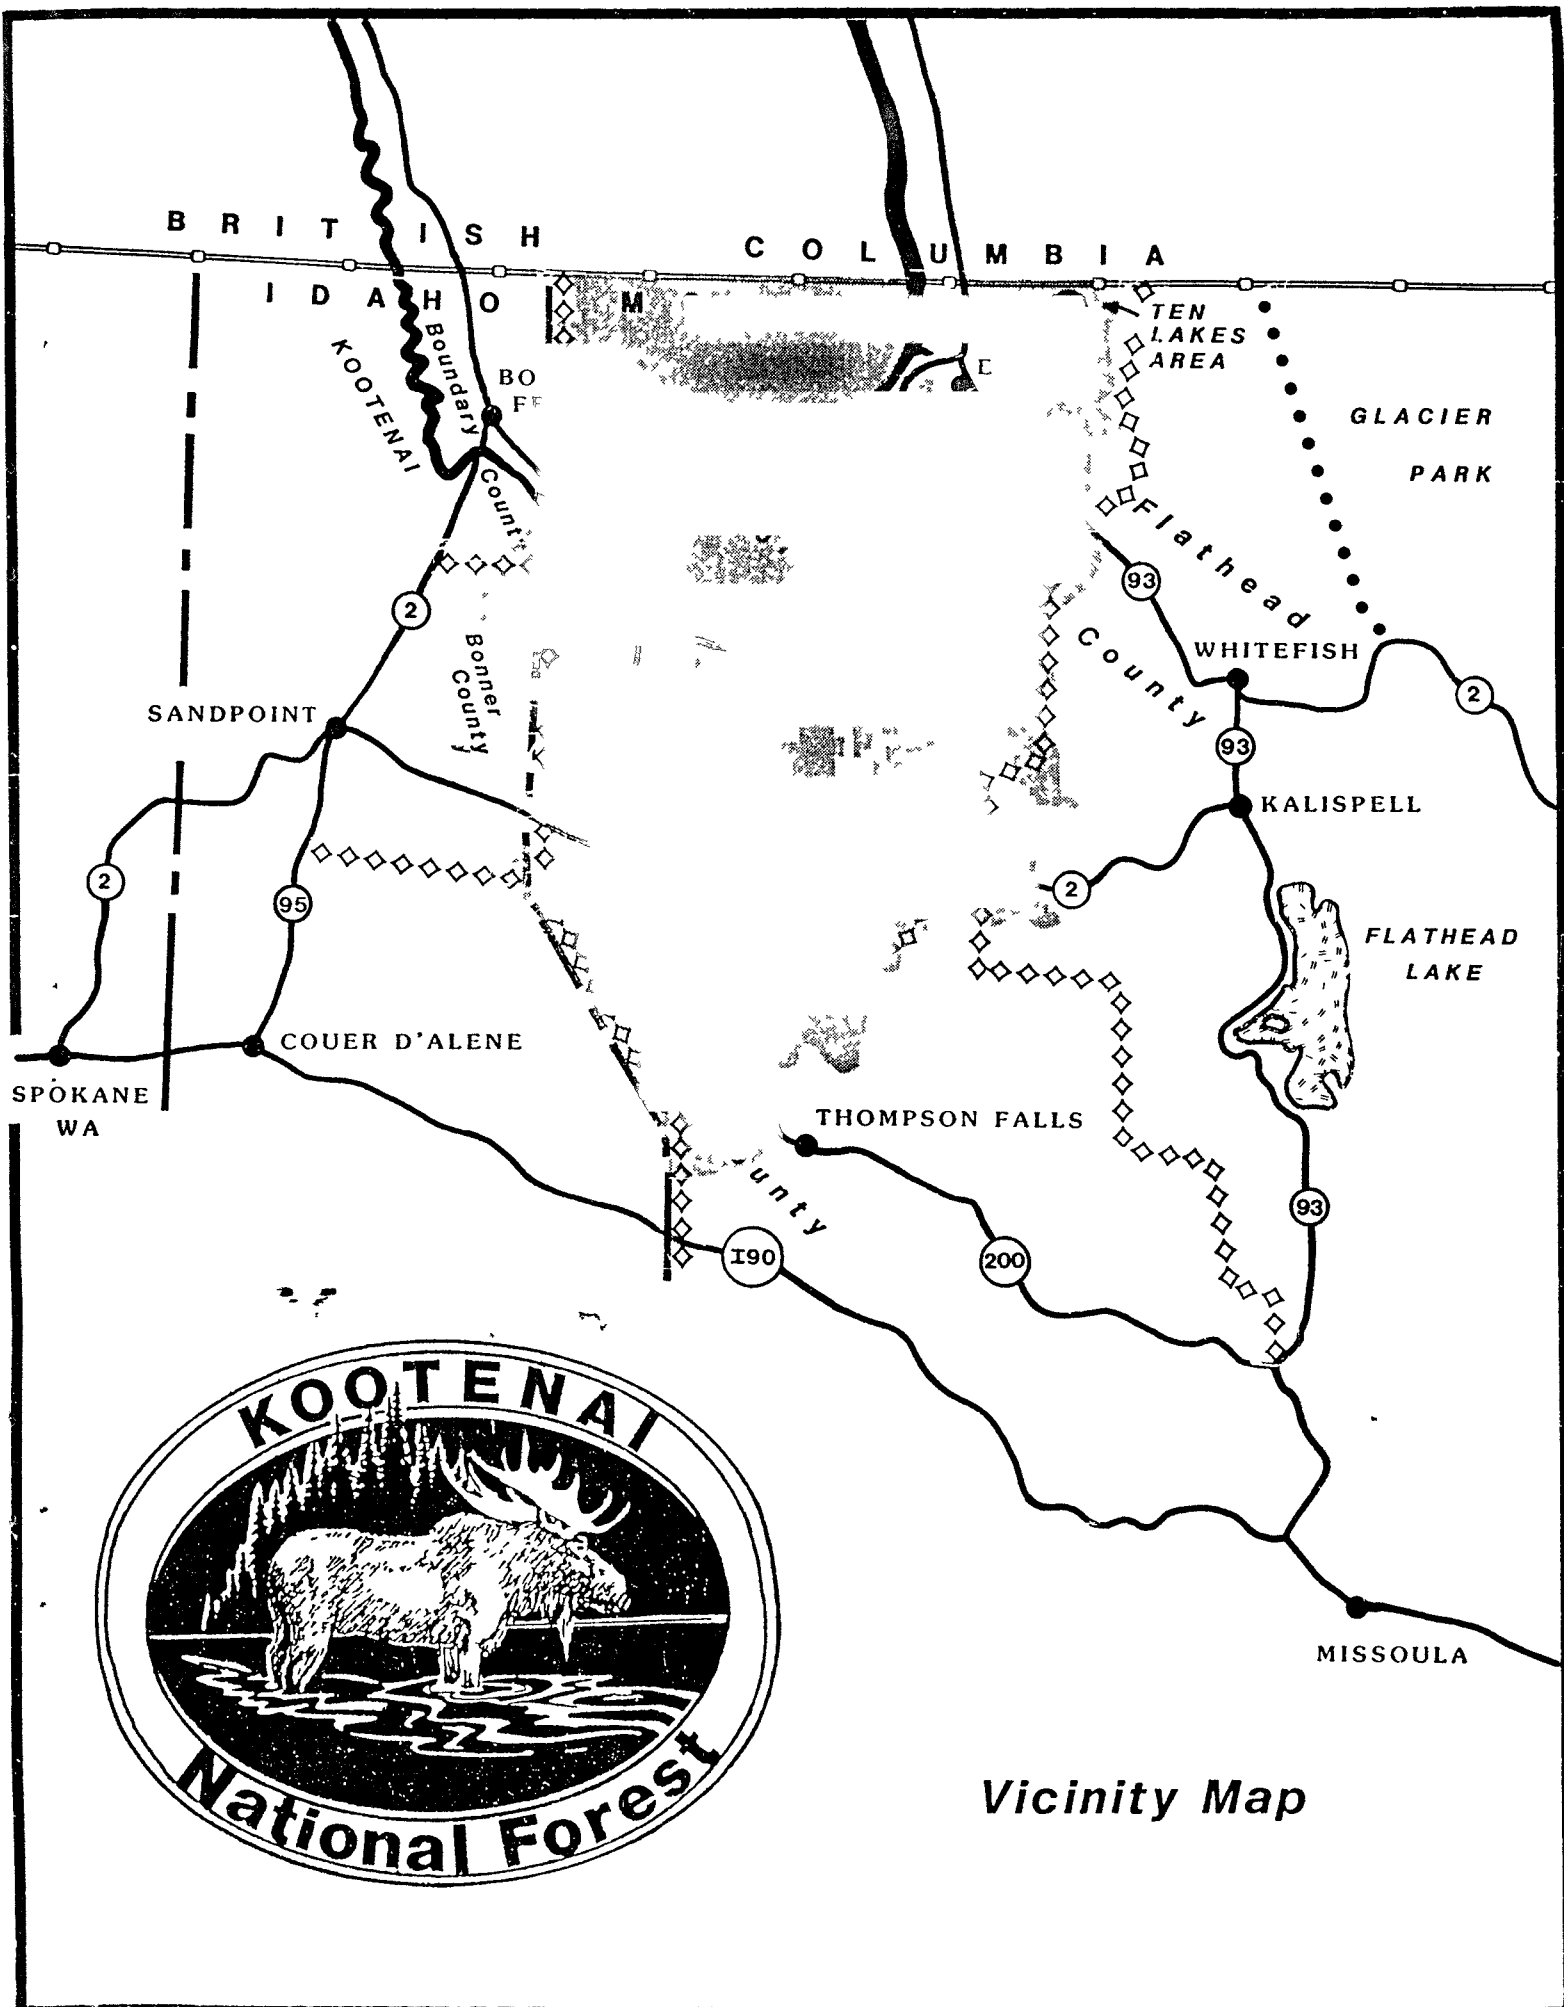 BRITISH COLUMBIA
IDAHO
M
TEN
LAKES
AREA
KOOTENAI
Boundary
County
BO
E
GLACIER
PARK
Flathead
County
93
2
WHITEFISH
Bonner
County
SANDPOINT
2
93
KALISPELL
2
95
2
FLATHEAD
LAKE
COUER D'ALENE
SPOKANE
WA
THOMPSON FALLS
unty
93
I90
200
KOOTENAI
National Forest
MISSOULA
Vicinity Map